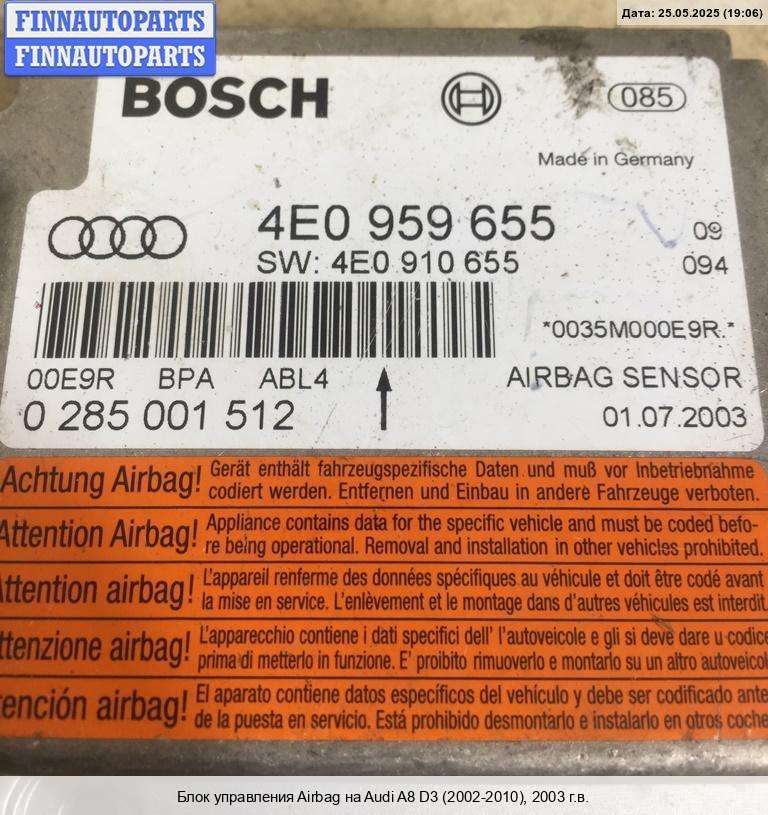 FINNAUTOPARTS
FINNAUTOPARTS
Дата: 25.05.2025 (19:06)
BOSCH
085
Made in Germany
4E0 959 655
09
SW: 4E0 910 655
094
*0035M000E9R.*
00E9R BPA ABL4
AIRBAG SENSOR
0 285 001 512
01.07.2003
Achtung Airbag! Gerät enthält fahrzeugspezifische Daten und muß vor Inbetriebnahme
codiert werden. Entfernen und Einbau in andere Fahrzeuge verboten.
Attention Airbag! Appliance contains data for the specific vehicle and must be coded befo-
re being operational. Removal and installation in other vehicles prohibited.
Attention airbag! L'appareil renferme des données spécifiques au véhicule et doit être codé avant
la mise en service. L'enlèvement et le montage dans d'autres véhicules est interdit.
ttenzione airbag! L'apparecchio contiene i dati specifici dell' l'autoveicole e gli si deve dare u codice
prima di metterlo in funzione. E' proibito rimuoverlo e montarlo su un altro autoveicol
tención airbag! El aparato contiene datos específicos del vehículo y debe ser codificado ante
de la puesta en servicio. Está prohibido desmontarlo e instalarlo en otros coche
Блок управления Airbag на Audi A8 D3 (2002-2010), 2003 г.в.